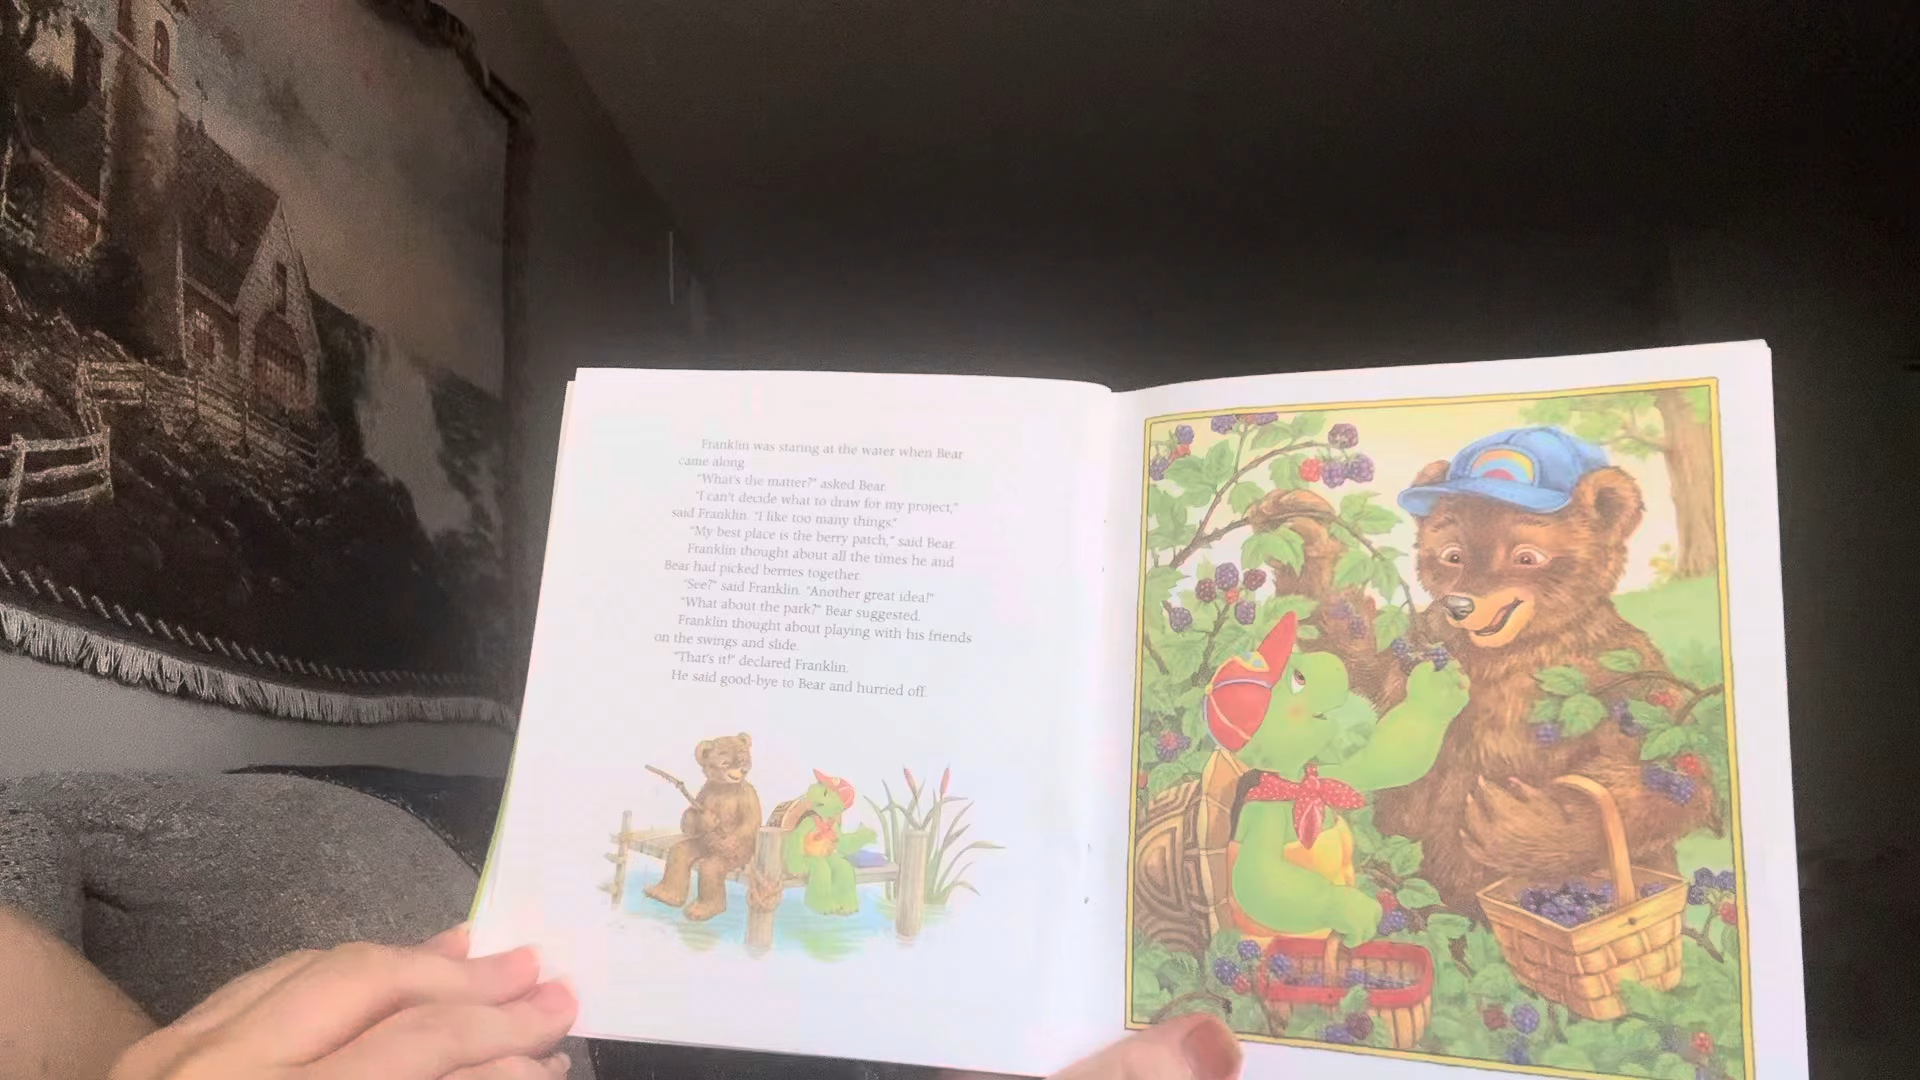 Franklin was staring at the water when Bear
came along.
"What's the matter?" asked Bear.
"I can't decide what to draw for my project,"
said Franklin. "I like too many things."
"My best place is the berry patch," said Bear.
Franklin thought about all the times he and
Bear had picked berries together.
"See?" said Franklin. "Another great idea!"
"What about the park?" Bear suggested.
Franklin thought about playing with his friends
on the swings and slide.
"That's it!" declared Franklin.
He said good-bye to Bear and hurried off.